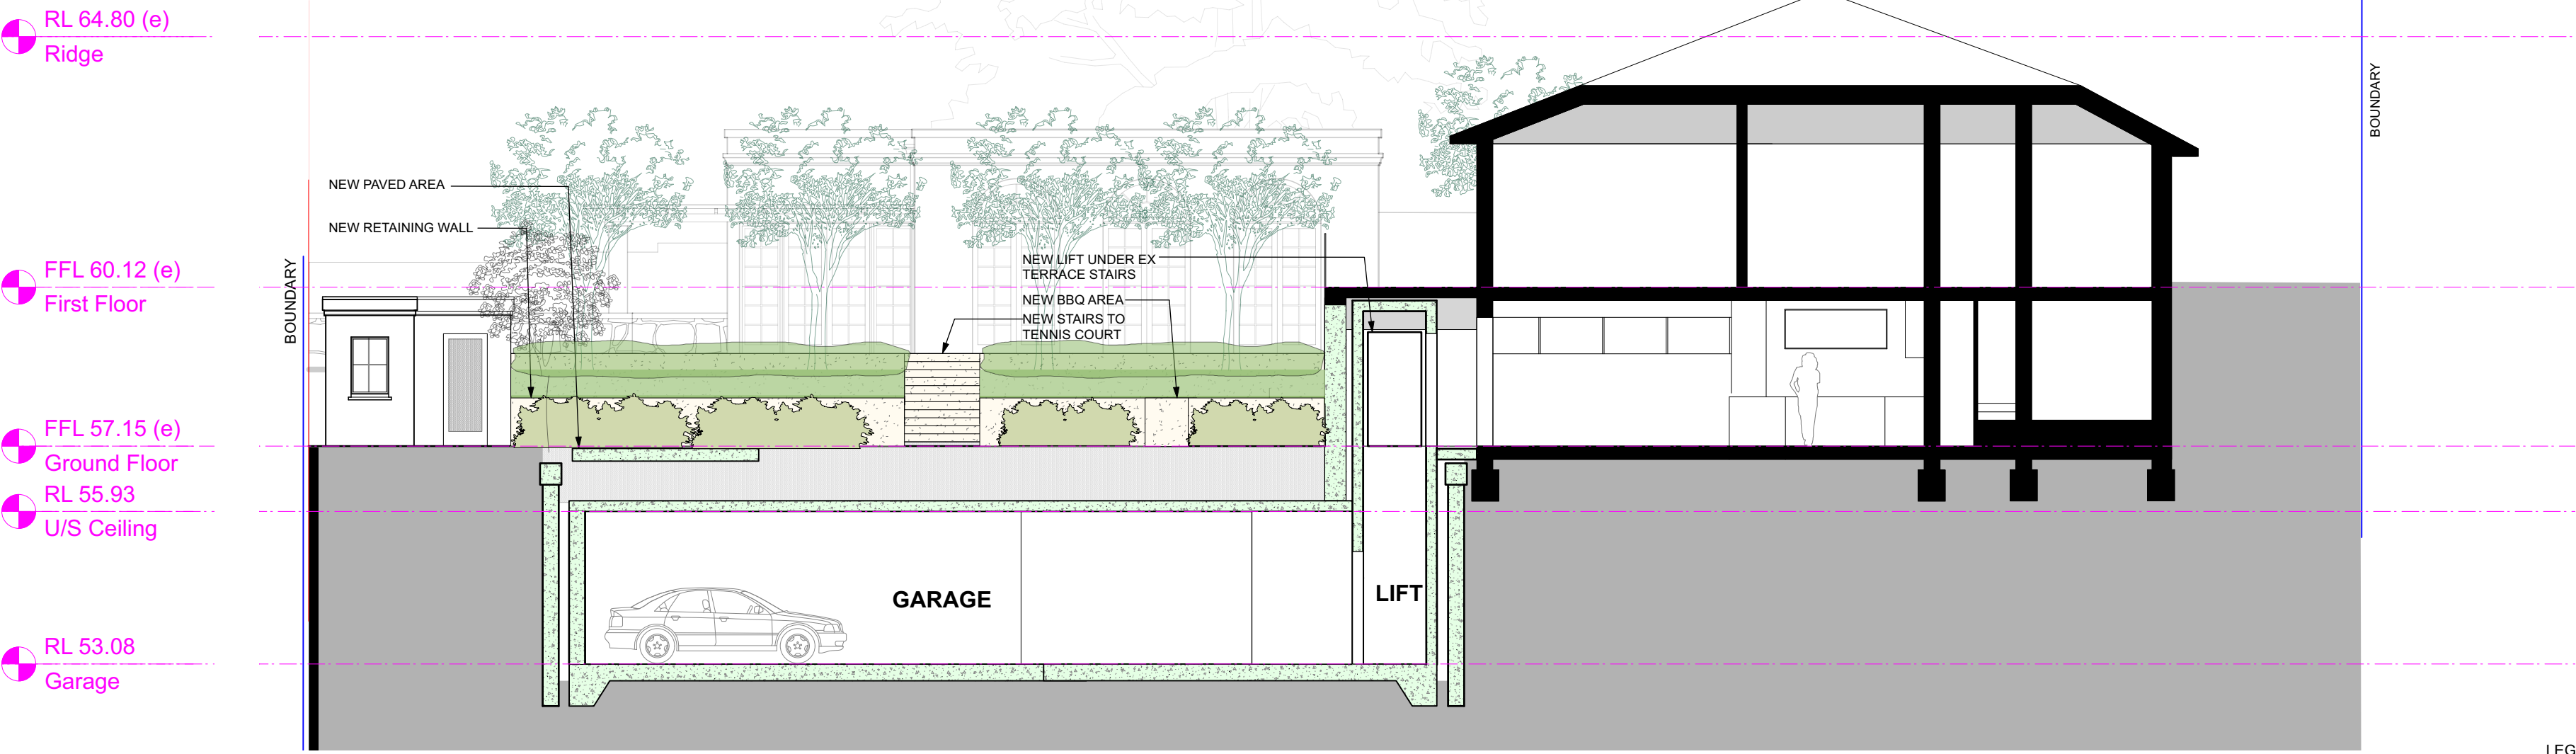 RL 64.80 (e)
Ridge
BOUNDARY
NEW PAVED AREA
NEW RETAINING WALL
FFL 60.12 (e)
First Floor
BOUNDARY
NEW LIFT UNDER EX
TERRACE STAIRS
NEW BBQ AREA
NEW STAIRS TO
TENNIS COURT
FFL 57.15 (e)
Ground Floor
RL 55.93
U/S Ceiling
GARAGE
LIFT
RL 53.08
Garage